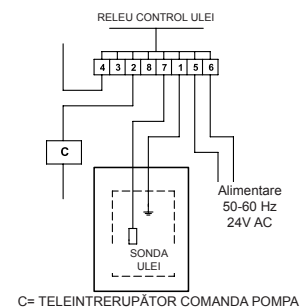 RELEU CONTROL ULEI
4 3 2 8 7 1 5 6
C
Alimentare
50-60 Hz
24V AC
SONDA
ULEI
C= TELEINTRERUPĂTOR COMANDA POMPA